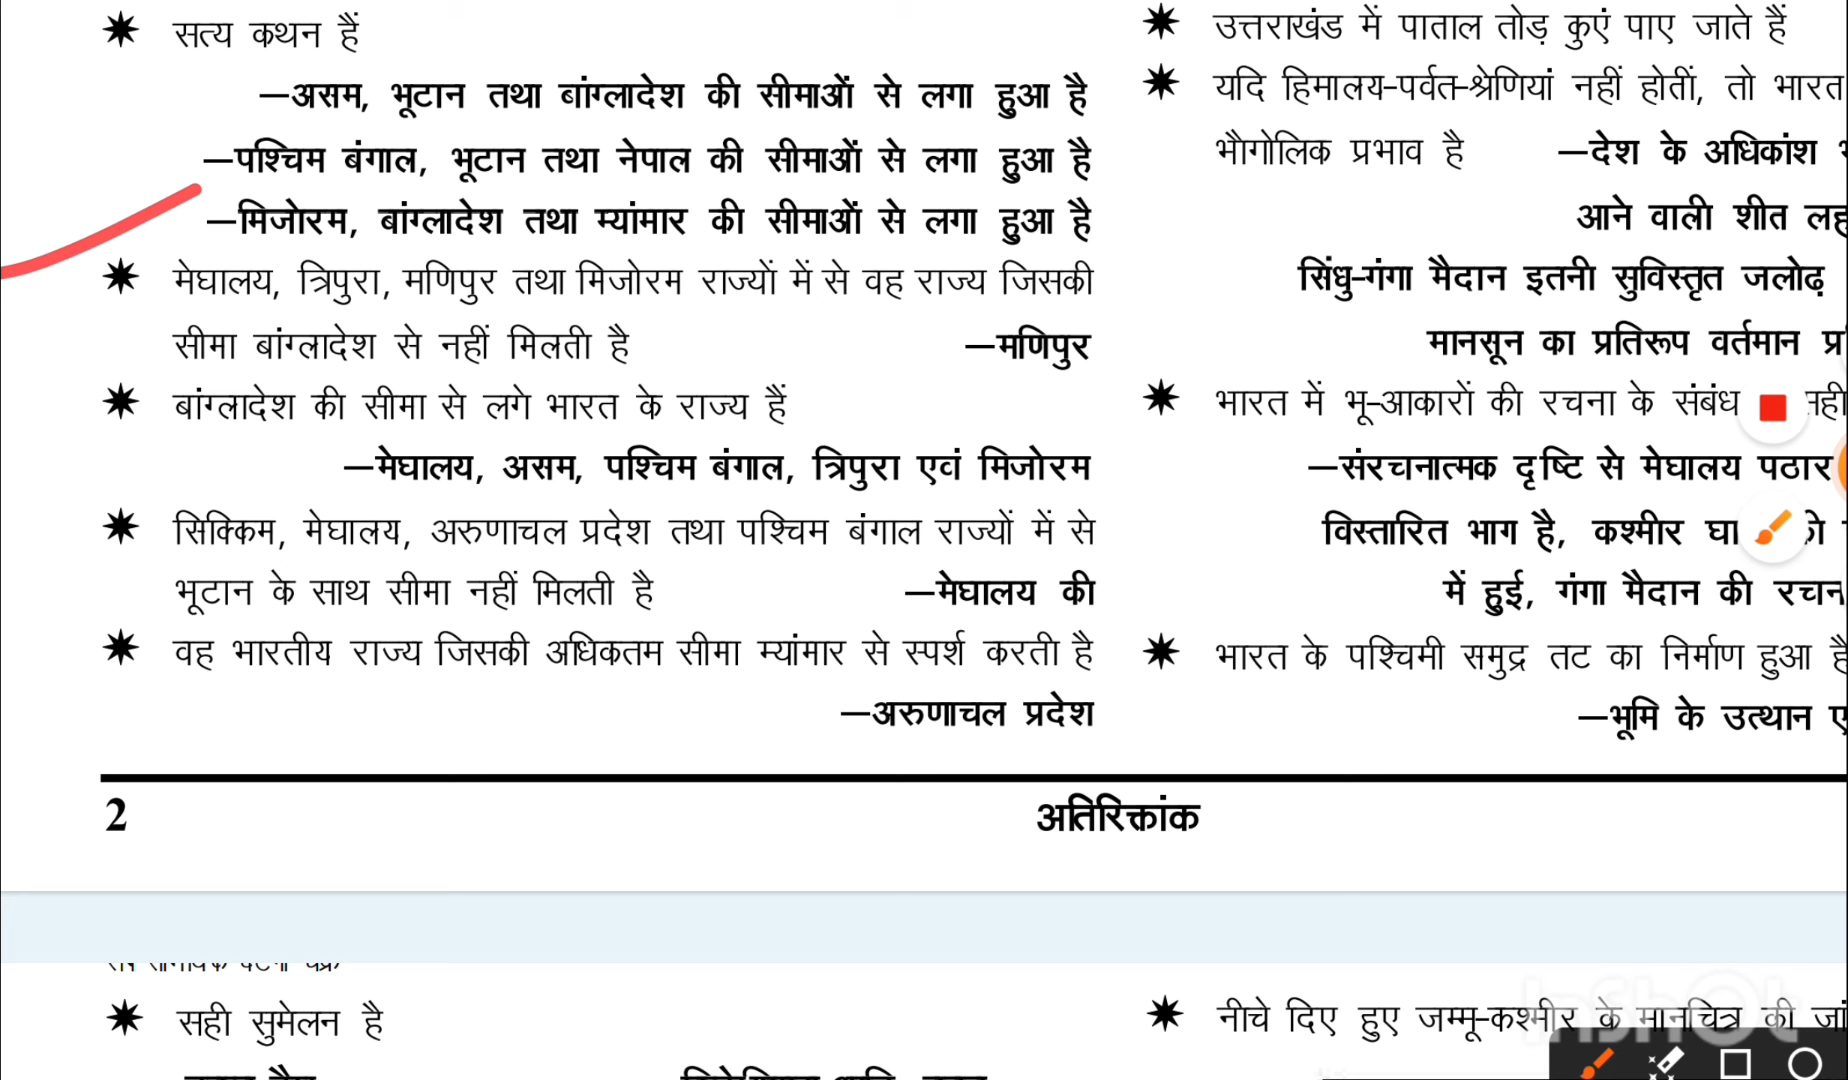 ✷ सत्य कथन हैं
—असम, भूटान तथा बांग्लादेश की सीमाओं से लगा हुआ है
—पश्चिम बंगाल, भूटान तथा नेपाल की सीमाओं से लगा हुआ है
—मिजोरम, बांग्लादेश तथा म्यांमार की सीमाओं से लगा हुआ है
✷ मेघालय, त्रिपुरा, मणिपुर तथा मिजोरम राज्यों में से वह राज्य जिसकी
सीमा बांग्लादेश से नहीं मिलती है —मणिपुर
✷ बांग्लादेश की सीमा से लगे भारत के राज्य हैं
—मेघालय, असम, पश्चिम बंगाल, त्रिपुरा एवं मिजोरम
✷ सिक्किम, मेघालय, अरुणाचल प्रदेश तथा पश्चिम बंगाल राज्यों में से
भूटान के साथ सीमा नहीं मिलती है —मेघालय की
✷ वह भारतीय राज्य जिसकी अधिकतम सीमा म्यांमार से स्पर्श करती है
—अरुणाचल प्रदेश
✷ उत्तराखंड में पाताल तोड़ कुएं पाए जाते हैं
✷ यदि हिमालय-पर्वत-श्रेणियां नहीं होतीं, तो भारत
भौगोलिक प्रभाव है —देश के अधिकांश
आने वाली शीत
सिंधु-गंगा मैदान इतनी सुविस्तृत जलोढ़
मानसून का प्रतिरूप वर्तमान
✷ भारत में भू-आकारों की रचना के संबंध
—संरचनात्मक दृष्टि से मेघालय पठार
विस्तारित भाग है, कश्मीर
में हुई, गंगा मैदान की
✷ भारत के पश्चिमी समुद्र तट का निर्माण हुआ है
—भूमि के उत्थान
2 अतिरिक्तांक
✷ सही सुमेलन है
✷ नीचे दिए हुए जम्मू-कश्मीर के मानचित्र की
InShOt